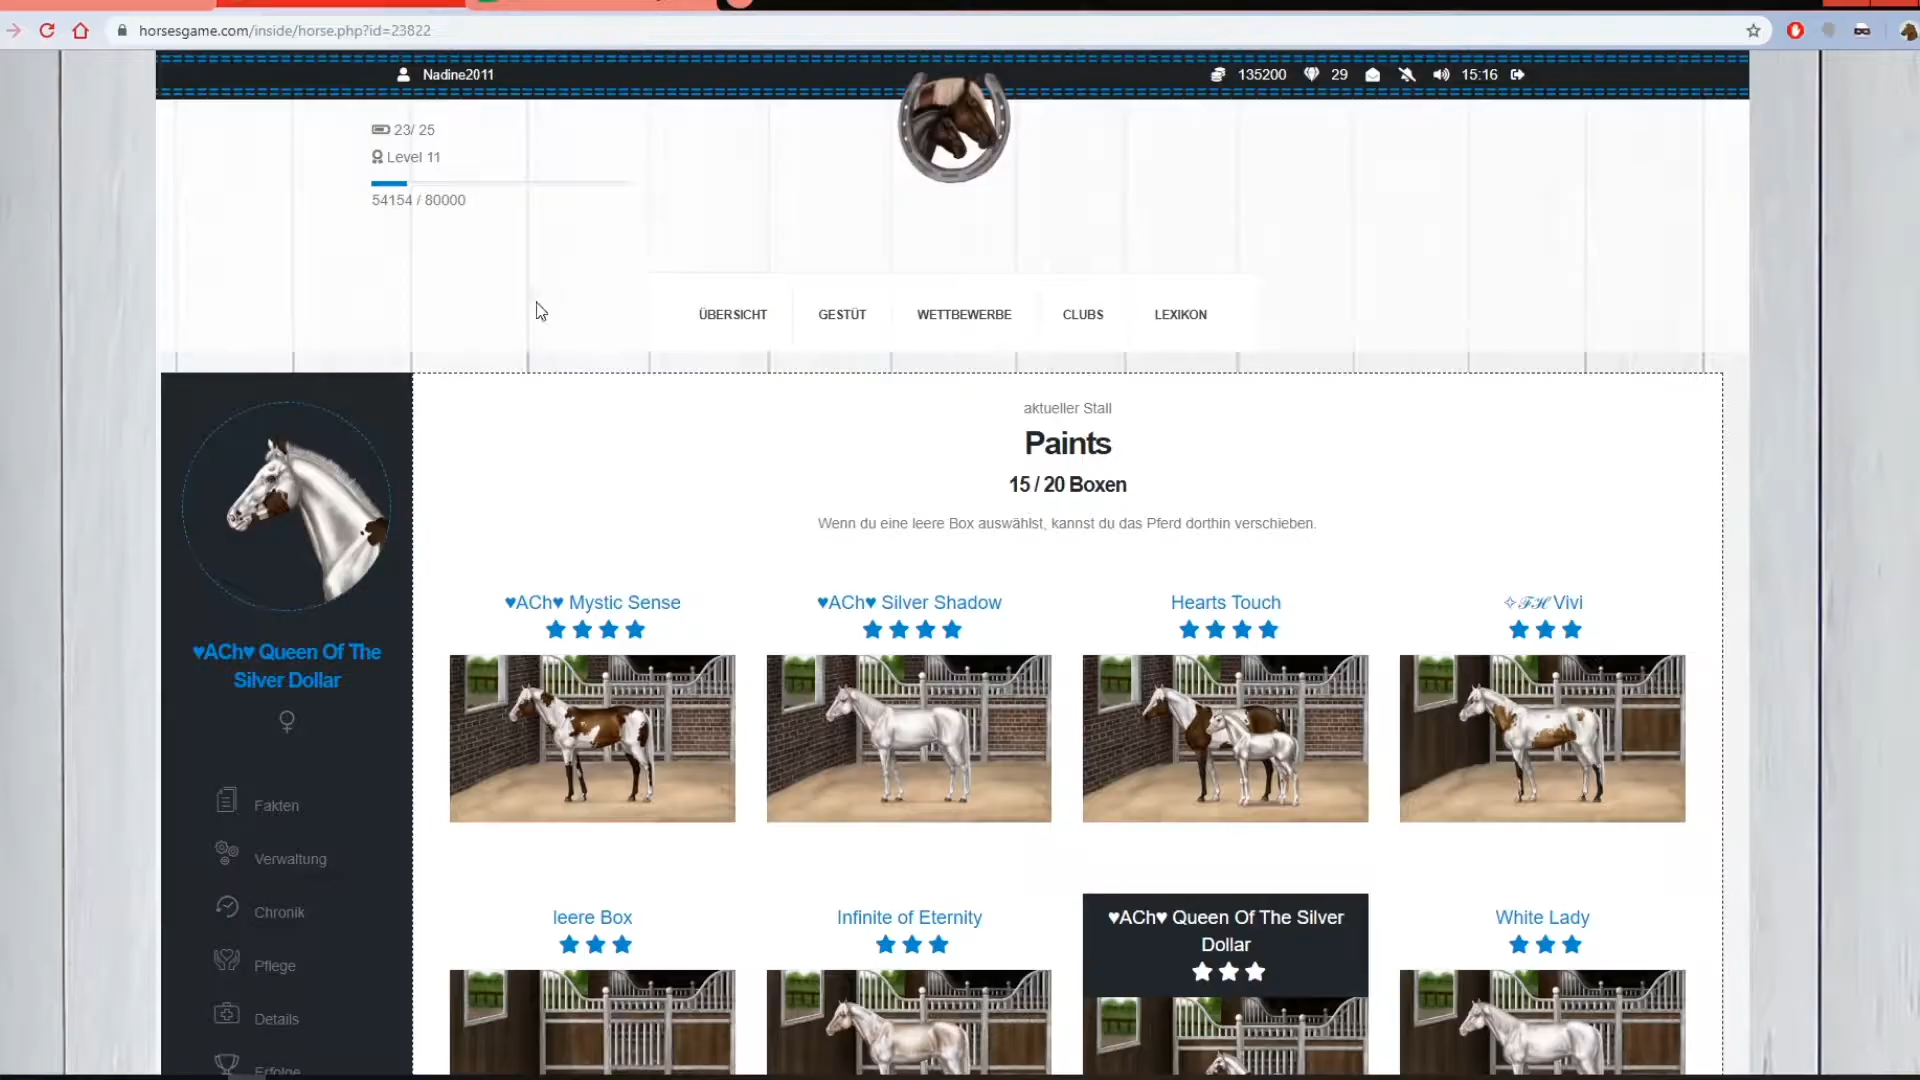 horsesgame.com/inside/horse.php?id=23822
Nadine2011
135200 29 15:16
23/ 25
Level 11
54154 / 80000
ÜBERSICHT GESTÜT WETTBEWERBE CLUBS LEXIKON
aktueller Stall
Paints
15 / 20 Boxen
Wenn du eine leere Box auswählst, kannst du das Pferd dorthin verschieben.
♥ACh♥ Queen Of The
Silver Dollar
Fakten
Verwaltung
Chronik
Pflege
Details
Erfolge
♥ACh♥ Mystic Sense
♥ACh♥ Silver Shadow
Hearts Touch
✧ℱℋ Vivi
leere Box
Infinite of Eternity
♥ACh♥ Queen Of The Silver
Dollar
White Lady